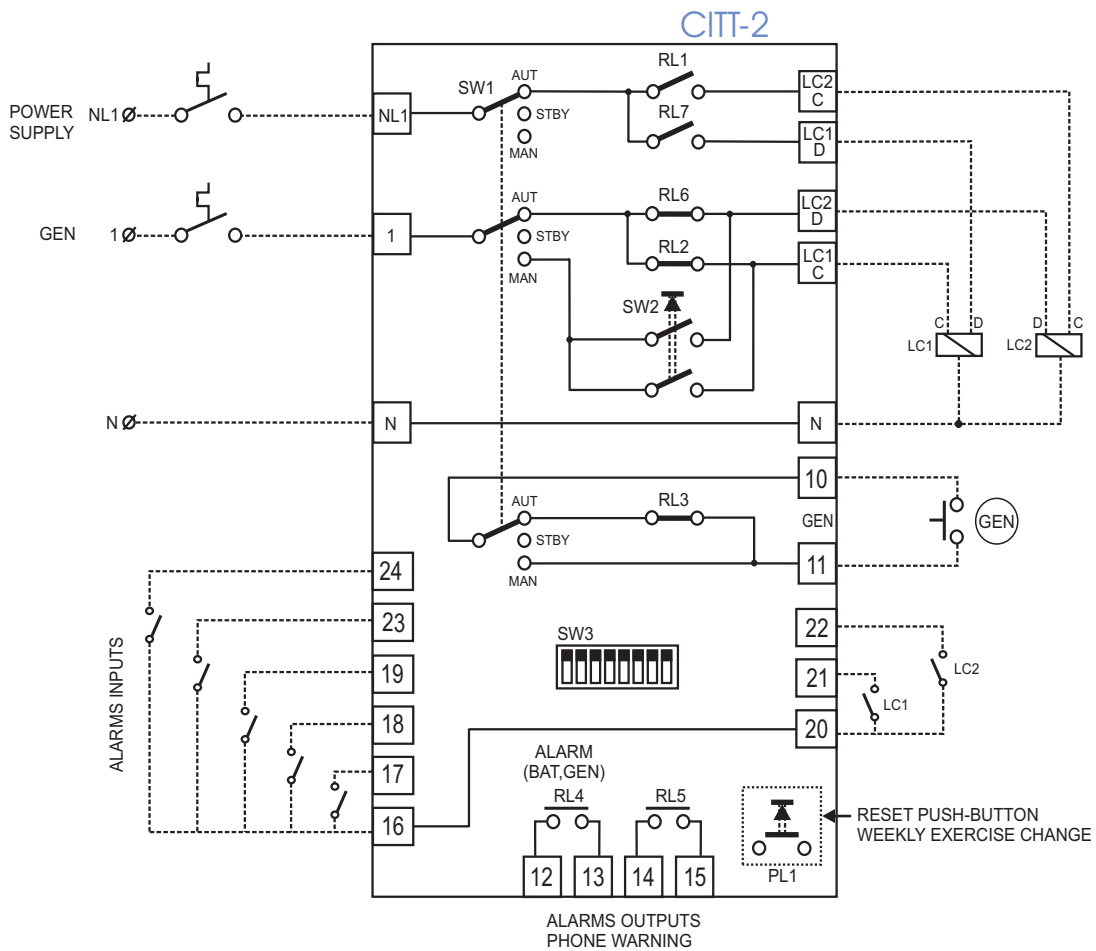 CITT-2
POWER
SUPPLY
NL1
NL1
SW1
AUT
STBY
MAN
RL1
RL7
LC2
C
LC1
D
GEN
1
1
AUT
STBY
MAN
RL6
RL2
SW2
LC2
D
LC1
C
C D
LC1
D C
LC2
N
N
N
10
AUT
STBY
MAN
RL3
GEN
11
GEN
ALARMS INPUTS
24
23
19
18
17
16
SW3
22
21
20
LC1
LC2
ALARM
(BAT,GEN)
RL4
RL5
12
13
14
15
PL1
RESET PUSH-BUTTON
WEEKLY EXERCISE CHANGE
ALARMS OUTPUTS
PHONE WARNING